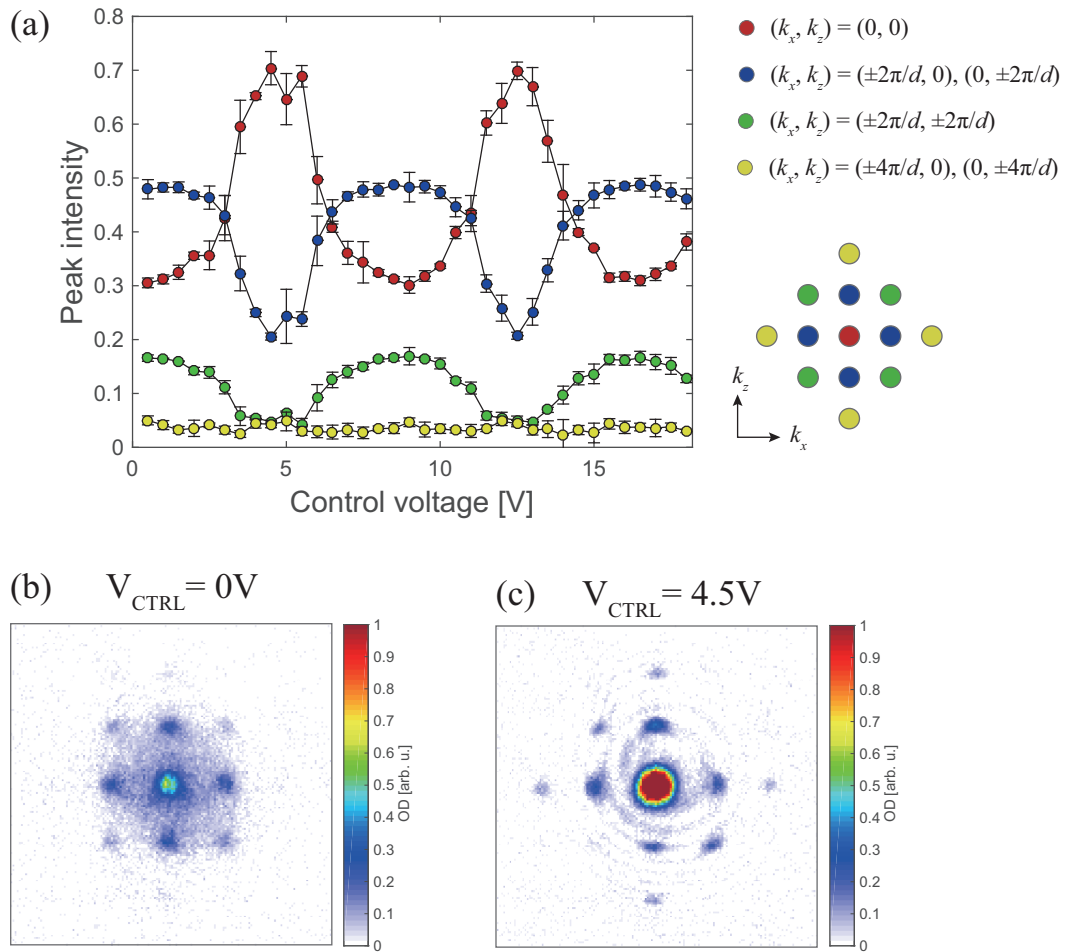 (a)
0.8
0.7
0.6
0.5
0.4
0.3
0.2
0.1
0
Peak intensity
0
5
10
15
Control voltage [V]
(kx, kz) = (0, 0)
(kx, kz) = (±2π/d, 0), (0, ±2π/d)
(kx, kz) = (±2π/d, ±2π/d)
(kx, kz) = (±4π/d, 0), (0, ±4π/d)
kz
kx
(b)
VCTRL= 0V
1
0.9
0.8
0.7
0.6
0.5
0.4
0.3
0.2
0.1
0
OD [arb. u.]
(c)
VCTRL= 4.5V
1
0.9
0.8
0.7
0.6
0.5
0.4
0.3
0.2
0.1
0
OD [arb. u.]